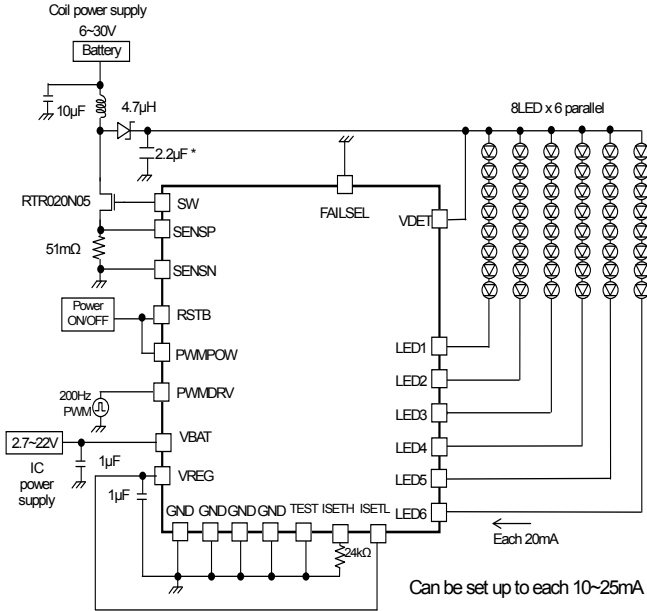 Coil power supply
6~30V
Battery
10µF
4.7µH
2.2µF *
8LED x 6 parallel
RTR020N05
SW
FAILSEL
VDET
SENSP
51mΩ
SENSN
Power
ON/OFF
RSTB
PWMPOW
LED1
LED2
200Hz
PWM
PWMDRV
LED3
2.7~22V
VBAT
LED4
IC
power
supply
1µF
VREG
LED5
1µF
GND
GND
GND
GND
TEST
ISETH
ISETL
LED6
24kΩ
Each 20mA
Can be set up to each 10~25mA